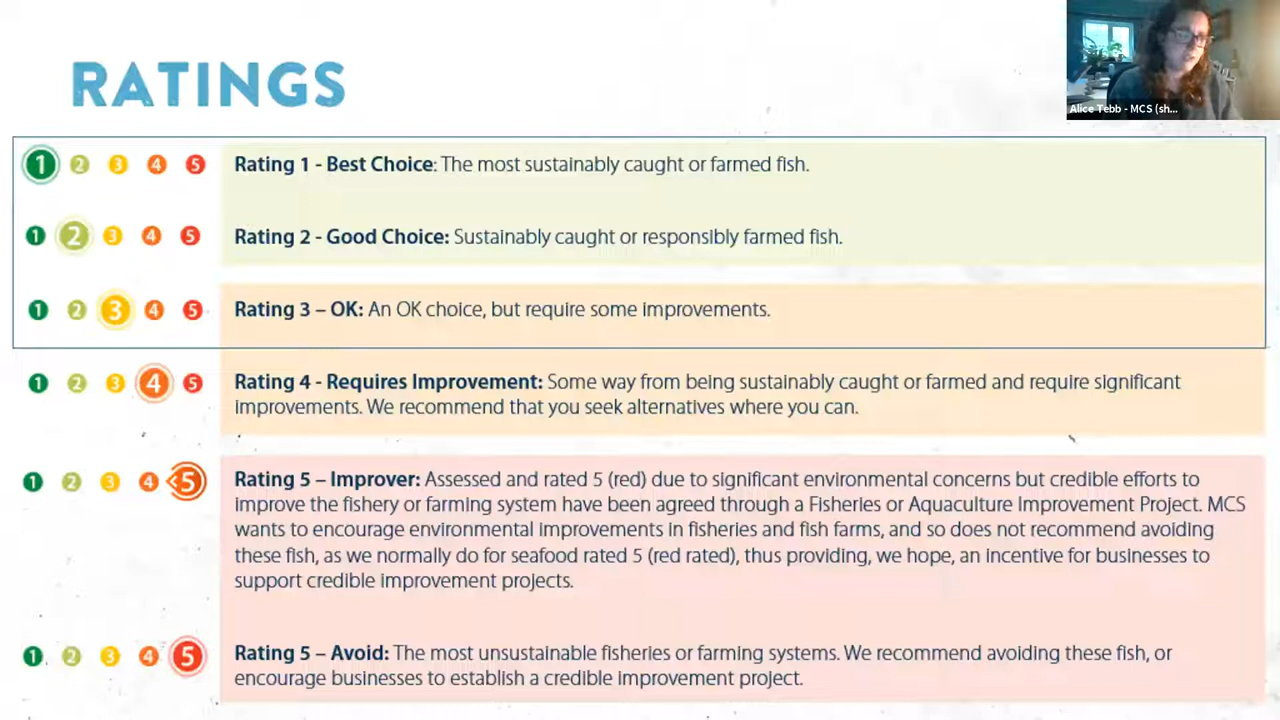 RATINGS
Alice Tebb - MCS (sh...
1 2 3 4 5 Rating 1 - Best Choice: The most sustainably caught or farmed fish.
1 2 3 4 5 Rating 2 - Good Choice: Sustainably caught or responsibly farmed fish.
1 2 3 4 5 Rating 3 – OK: An OK choice, but require some improvements.
1 2 3 4 5 Rating 4 - Requires Improvement: Some way from being sustainably caught or farmed and require significant
improvements. We recommend that you seek alternatives where you can.
1 2 3 4 5 Rating 5 – Improver: Assessed and rated 5 (red) due to significant environmental concerns but credible efforts to
improve the fishery or farming system have been agreed through a Fisheries or Aquaculture Improvement Project. MCS
wants to encourage environmental improvements in fisheries and fish farms, and so does not recommend avoiding
these fish, as we normally do for seafood rated 5 (red rated), thus providing, we hope, an incentive for businesses to
support credible improvement projects.
1 2 3 4 5 Rating 5 – Avoid: The most unsustainable fisheries or farming systems. We recommend avoiding these fish, or
encourage businesses to establish a credible improvement project.